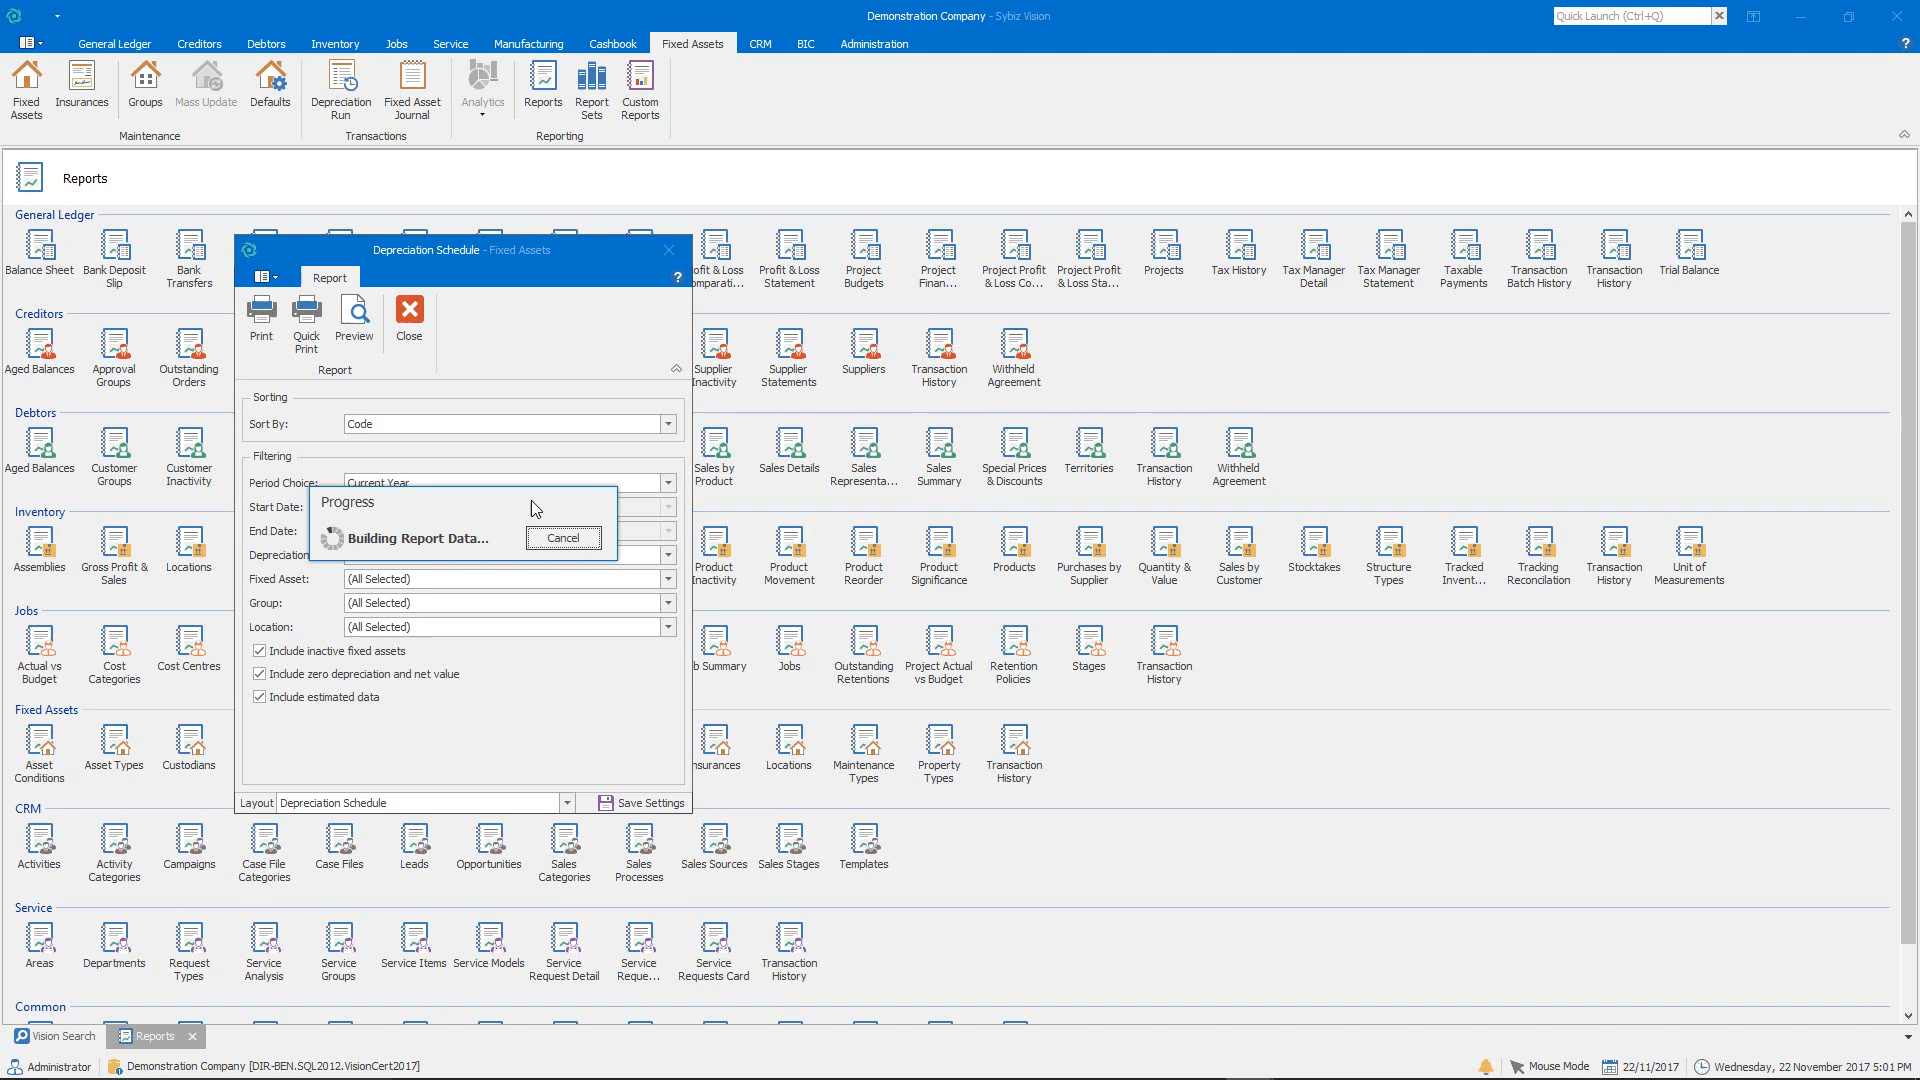 Demonstration Company - Sybiz Vision
Quick Launch (Ctrl+Q)
General Ledger Creditors Debtors Inventory Jobs Service Manufacturing Cashbook Fixed Assets CRM BIC Administration
Fixed Assets Insurances Groups Mass Update Defaults Depreciation Run Fixed Asset Journal Analytics Reports Report Sets Custom Reports
Maintenance Transactions Reporting
Reports
General Ledger
Balance Sheet Bank Deposit Slip Bank Transfers
Profit & Loss Statement Project Budgets Project Finan... Project Profit & Loss Co... Project Profit & Loss Sta... Projects Tax History Tax Manager Detail Tax Manager Statement Taxable Payments Transaction Batch History Transaction History Trial Balance
Creditors
Aged Balances Approval Groups Outstanding Orders
Supplier Inactivity Supplier Statements Suppliers Transaction History Withheld Agreement
Debtors
Aged Balances Customer Groups Customer Inactivity
Sales by Product Sales Details Sales Representa... Sales Summary Special Prices & Discounts Territories Transaction History Withheld Agreement
Inventory
Assemblies Gross Profit & Sales Locations
Product Inactivity Product Movement Product Reorder Product Significance Products Purchases by Supplier Quantity & Value Sales by Customer Stocktakes Structure Types Tracked Invent... Tracking Reconciliation Transaction History Unit of Measurements
Jobs
Actual vs Budget Cost Categories Cost Centres
Summary Jobs Outstanding Retentions Project Actual vs Budget Retention Policies Stages Transaction History
Fixed Assets
Asset Conditions Asset Types Custodians
Locations Maintenance Types Property Types Transaction History
CRM
Activities Activity Categories Campaigns Case File Categories Case Files Leads Opportunities Sales Categories Sales Processes Sales Sources Sales Stages Templates
Service
Areas Departments Request Types Service Analysis Service Groups Service Items Service Models Service Request Detail Service Reque... Service Requests Card Transaction History
Common
Depreciation Schedule - Fixed Assets
Report
Print Quick Print Preview Close
Report
Sorting
Sort By: Code
Filtering
Period Choice: Current Year
Start Date:
End Date:
Depreciation
Progress
Building Report Data... Cancel
Fixed Asset: (All Selected)
Group: (All Selected)
Location: (All Selected)
Include inactive fixed assets
Include zero depreciation and net value
Include estimated data
Layout Depreciation Schedule Save Settings
Vision Search Reports
Administrator Demonstration Company [DIR-BEN.SQL2012.VisionCert2017] Mouse Mode 22/11/2017 Wednesday, 22 November 2017 5:01 PM